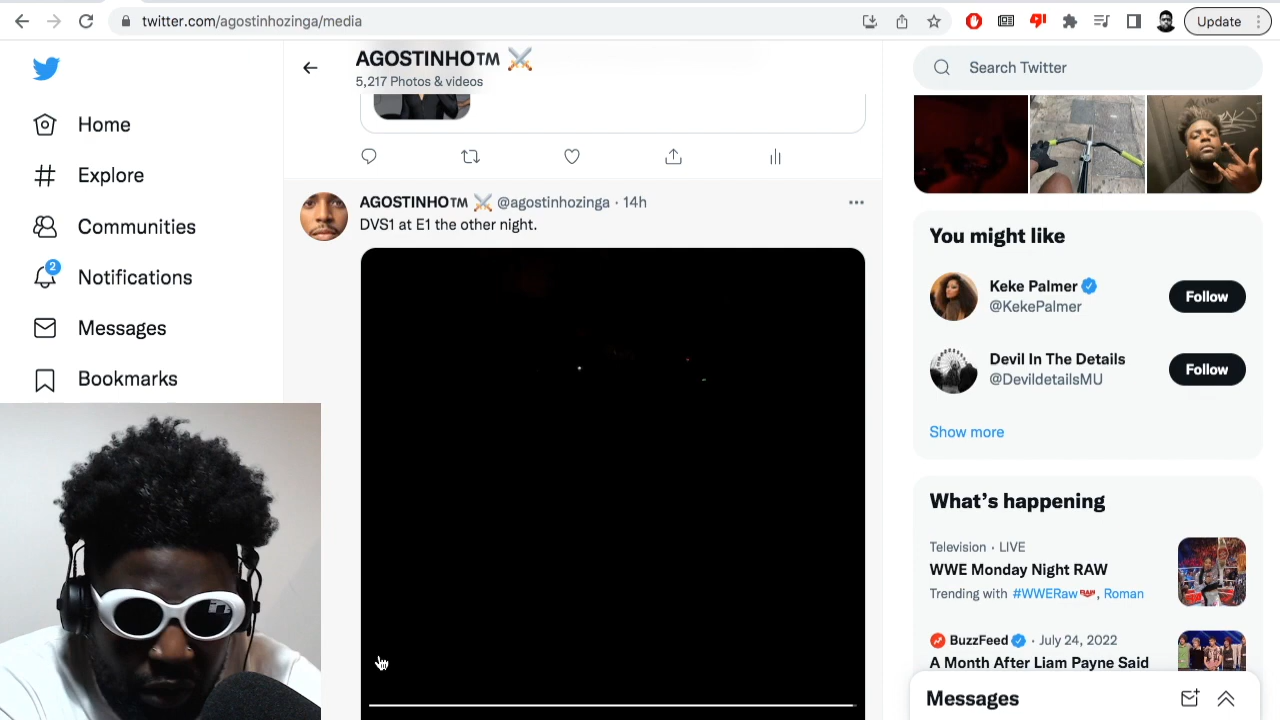 twitter.com/agostinhozinga/media
Update
Home
Explore
Communities
2
Notifications
Messages
Bookmarks
AGOSTINHO™ ⚔️
5,217 Photos & videos
AGOSTINHO™ ⚔️ @agostinhozinga · 14h
DVS1 at E1 the other night.
Search Twitter
You might like
Keke Palmer
@KekePalmer
Follow
Devil In The Details
@DevildetailsMU
Follow
Show more
What's happening
Television · LIVE
WWE Monday Night RAW
Trending with #WWERaw, Roman
BuzzFeed · July 24, 2022
A Month After Liam Payne Said
Messages